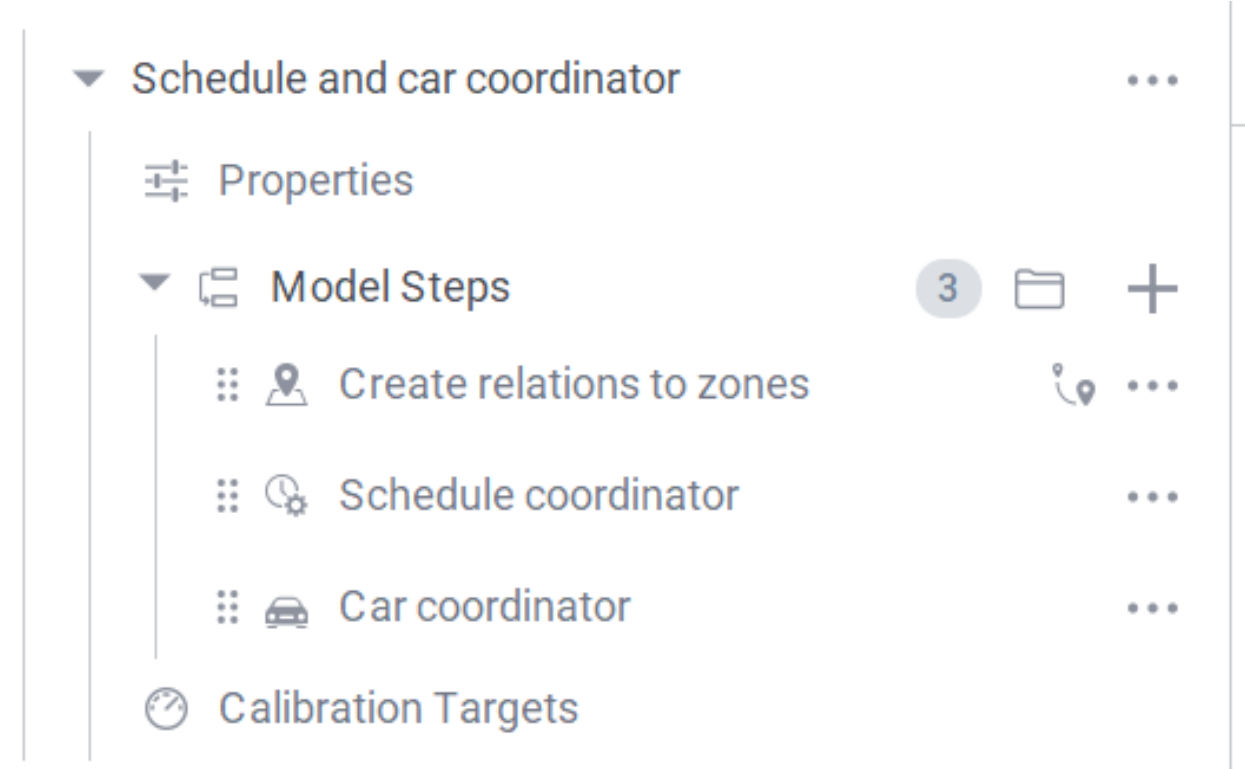 Schedule and car coordinator
Properties
Model Steps 3
Create relations to zones
Schedule coordinator
Car coordinator
Calibration Targets